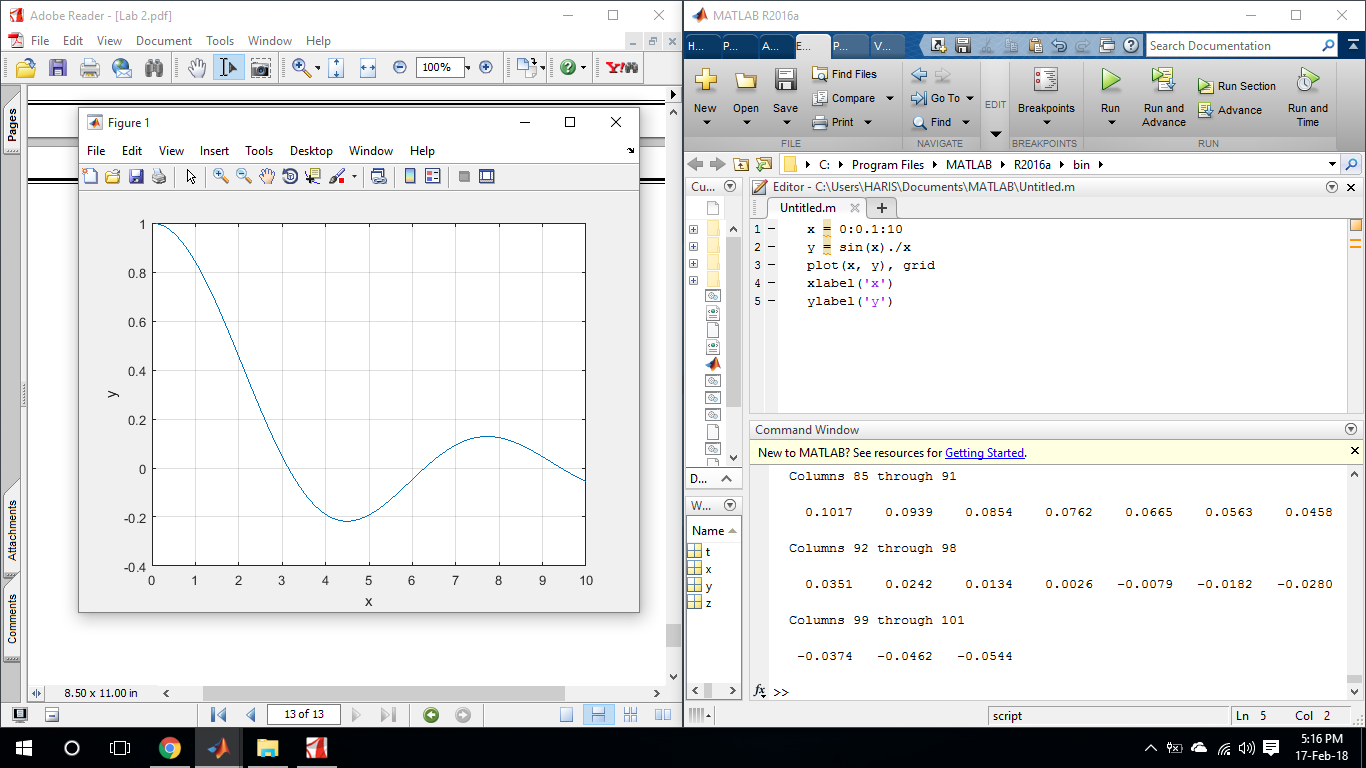 Adobe Reader - [Lab 2.pdf]
File Edit View Document Tools Window Help
100%
Y!
Pages
Attachments
Comments
Figure 1
File Edit View Insert Tools Desktop Window Help
1
0.8
0.6
0.4
0.2
0
-0.2
-0.4
y
0 1 2 3 4 5 6 7 8 9 10
x
8.50 x 11.00 in
13 of 13
MATLAB R2016a
H... P... A... E... P... V...
Search Documentation
New
Open
Save
Find Files
Compare
Print
FILE
Go To
Find
NAVIGATE
EDIT
Breakpoints
BREAKPOINTS
Run
Run and Advance
Run Section
Advance
Run and Time
RUN
C: Program Files MATLAB R2016a bin
Cu...
D...
W...
Name
t
x
y
z
Editor - C:\Users\HARIS\Documents\MATLAB\Untitled.m
Untitled.m
1 – x = 0:0.1:10
2 – y = sin(x)./x
3 – plot(x, y), grid
4 – xlabel('x')
5 – ylabel('y')
Command Window
New to MATLAB? See resources for Getting Started.
Columns 85 through 91
0.1017 0.0939 0.0854 0.0762 0.0665 0.0563 0.0458
Columns 92 through 98
0.0351 0.0242 0.0134 0.0026 -0.0079 -0.0182 -0.0280
Columns 99 through 101
-0.0374 -0.0462 -0.0544
fx >>
script
Ln 5 Col 2
5:16 PM
17-Feb-18